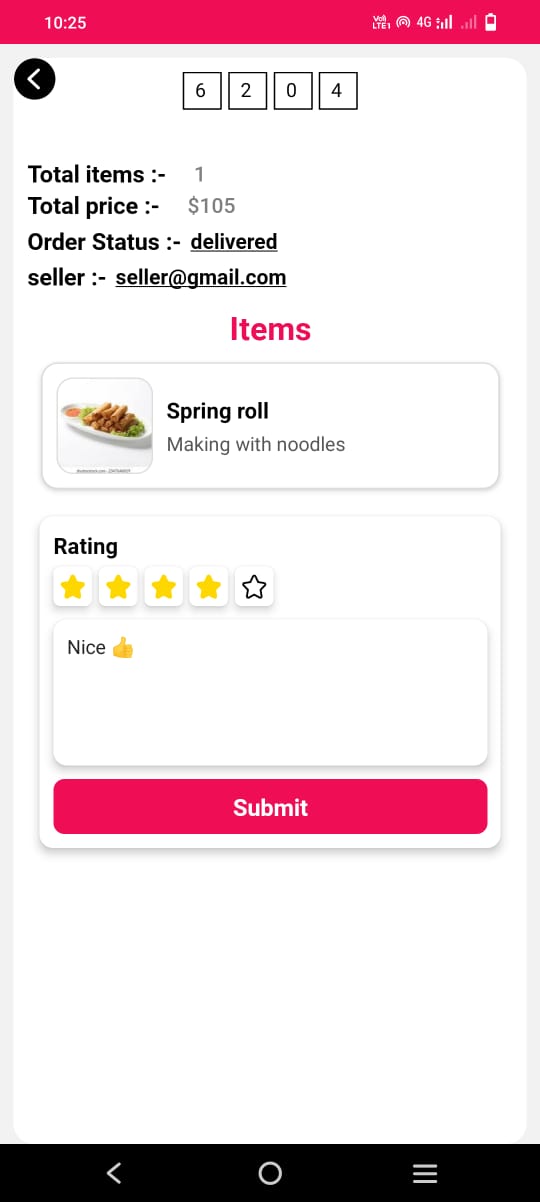 10:25
4G
6 2 0 4
Total items :- 1
Total price :- $105
Order Status :- delivered
seller :- seller@gmail.com
Items
Spring roll
Making with noodles
Rating
Nice 👍
Submit